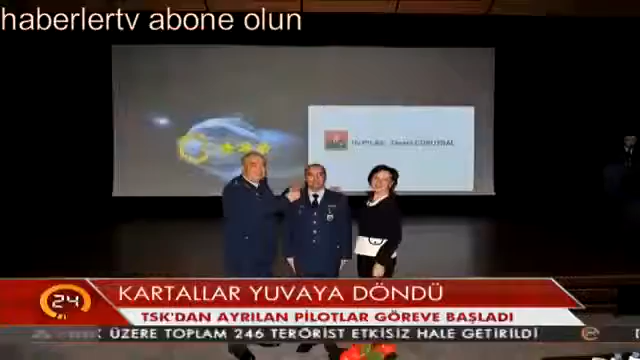 haberlertv abone olun
24
KARTALLAR YUVAYA DÖNDÜ
TSK'DAN AYRILAN PİLOTLAR GÖREVE BAŞLADI
K ÜZERE TOPLAM 246 TERÖRİST ETKİSİZ HALE GETİRİLDİ